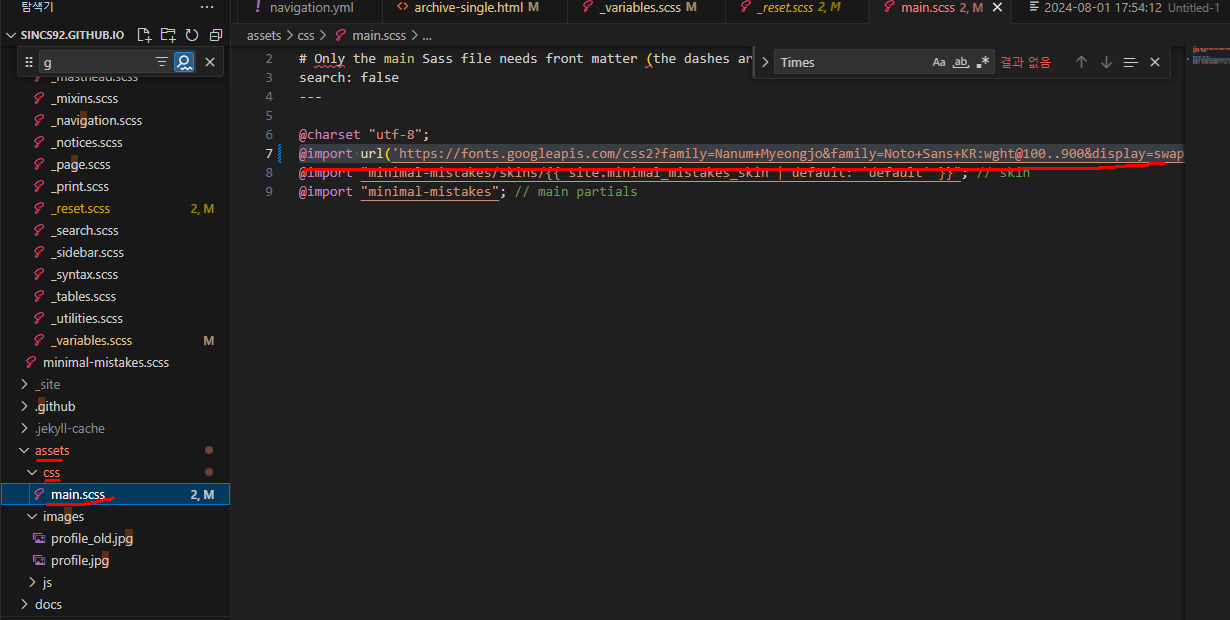 탐색기 ...
navigation.yml
archive-single.html M
_variables.scss M
_reset.scss 2, M
main.scss 2, M
2024-08-01 17:54:12 Untitled-1
SINCS92.GITHUB.IO
assets > css > main.scss > ...
g
Times
Aa ab 결과 없음
_masthead.scss
_mixins.scss
_navigation.scss
_notices.scss
_page.scss
_print.scss
_reset.scss 2, M
_search.scss
_sidebar.scss
_syntax.scss
_tables.scss
_utilities.scss
_variables.scss M
minimal-mistakes.scss
_site
.github
.jekyll-cache
assets
css
main.scss 2, M
images
profile_old.jpg
profile.jpg
js
docs
2 # Only the main Sass file needs front matter (the dashes ar
3 search: false
4 ---
5
6 @charset "utf-8";
7 @import url('https://fonts.googleapis.com/css2?family=Nanum+Myeongjo&family=Noto+Sans+KR:wght@100..900&display=swap
8 @import "minimal-mistakes/skins/{{ site.minimal_mistakes_skin | default: 'default' }}"; // skin
9 @import "minimal-mistakes"; // main partials